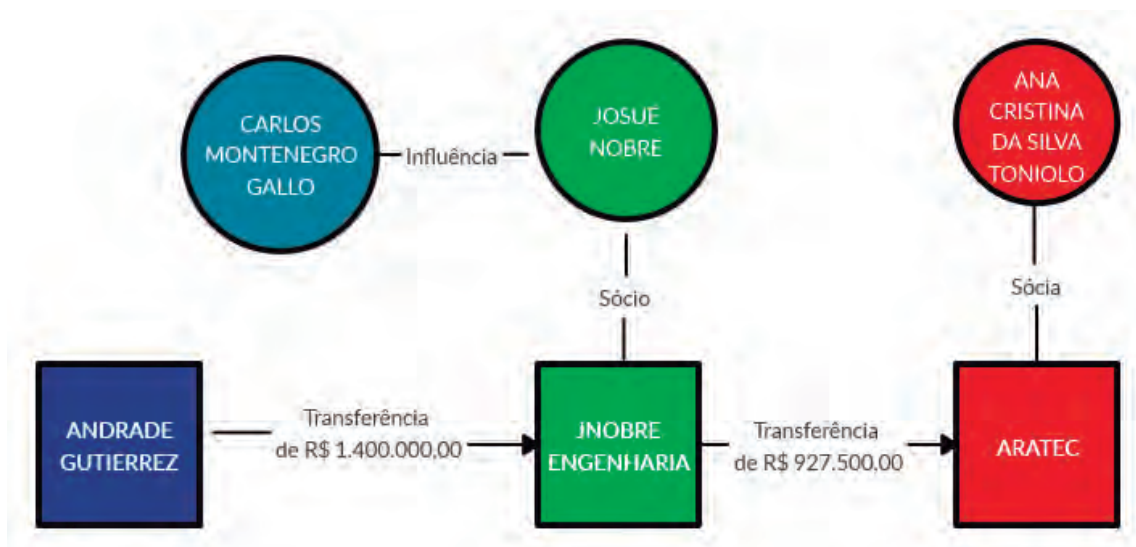 CARLOS
MONTENEGRO
GALLO
Influência
JOSUÉ
NOBRE
ANA
CRISTINA
DA SILVA
TONIOLO
Sócio
Sócia
ANDRADE
GUTIERREZ
Transferência
de R$ 1.400.000,00
JNOBRE
ENGENHARIA
Transferência
de R$ 927.500,00
ARATEC